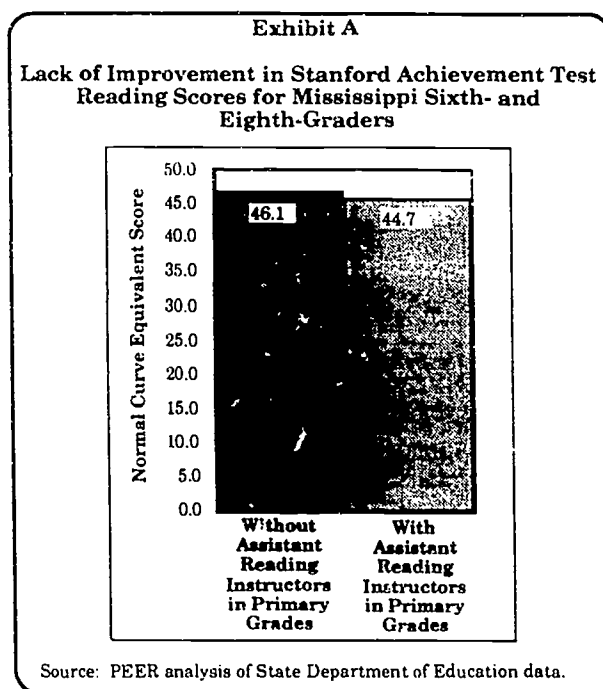 Exhibit A
Lack of Improvement in Stanford Achievement Test
Reading Scores for Mississippi Sixth- and
Eighth-Graders
Normal Curve Equivalent Score
50.0
45.0
40.0
35.0
30.0
25.0
20.0
15.0
10.0
5.0
0.0
46.1
44.7
Without
Assistant
Reading
Instructors
in Primary
Grades
With
Assistant
Reading
Instructors
in Primary
Grades
Source: PEER analysis of State Department of Education data.